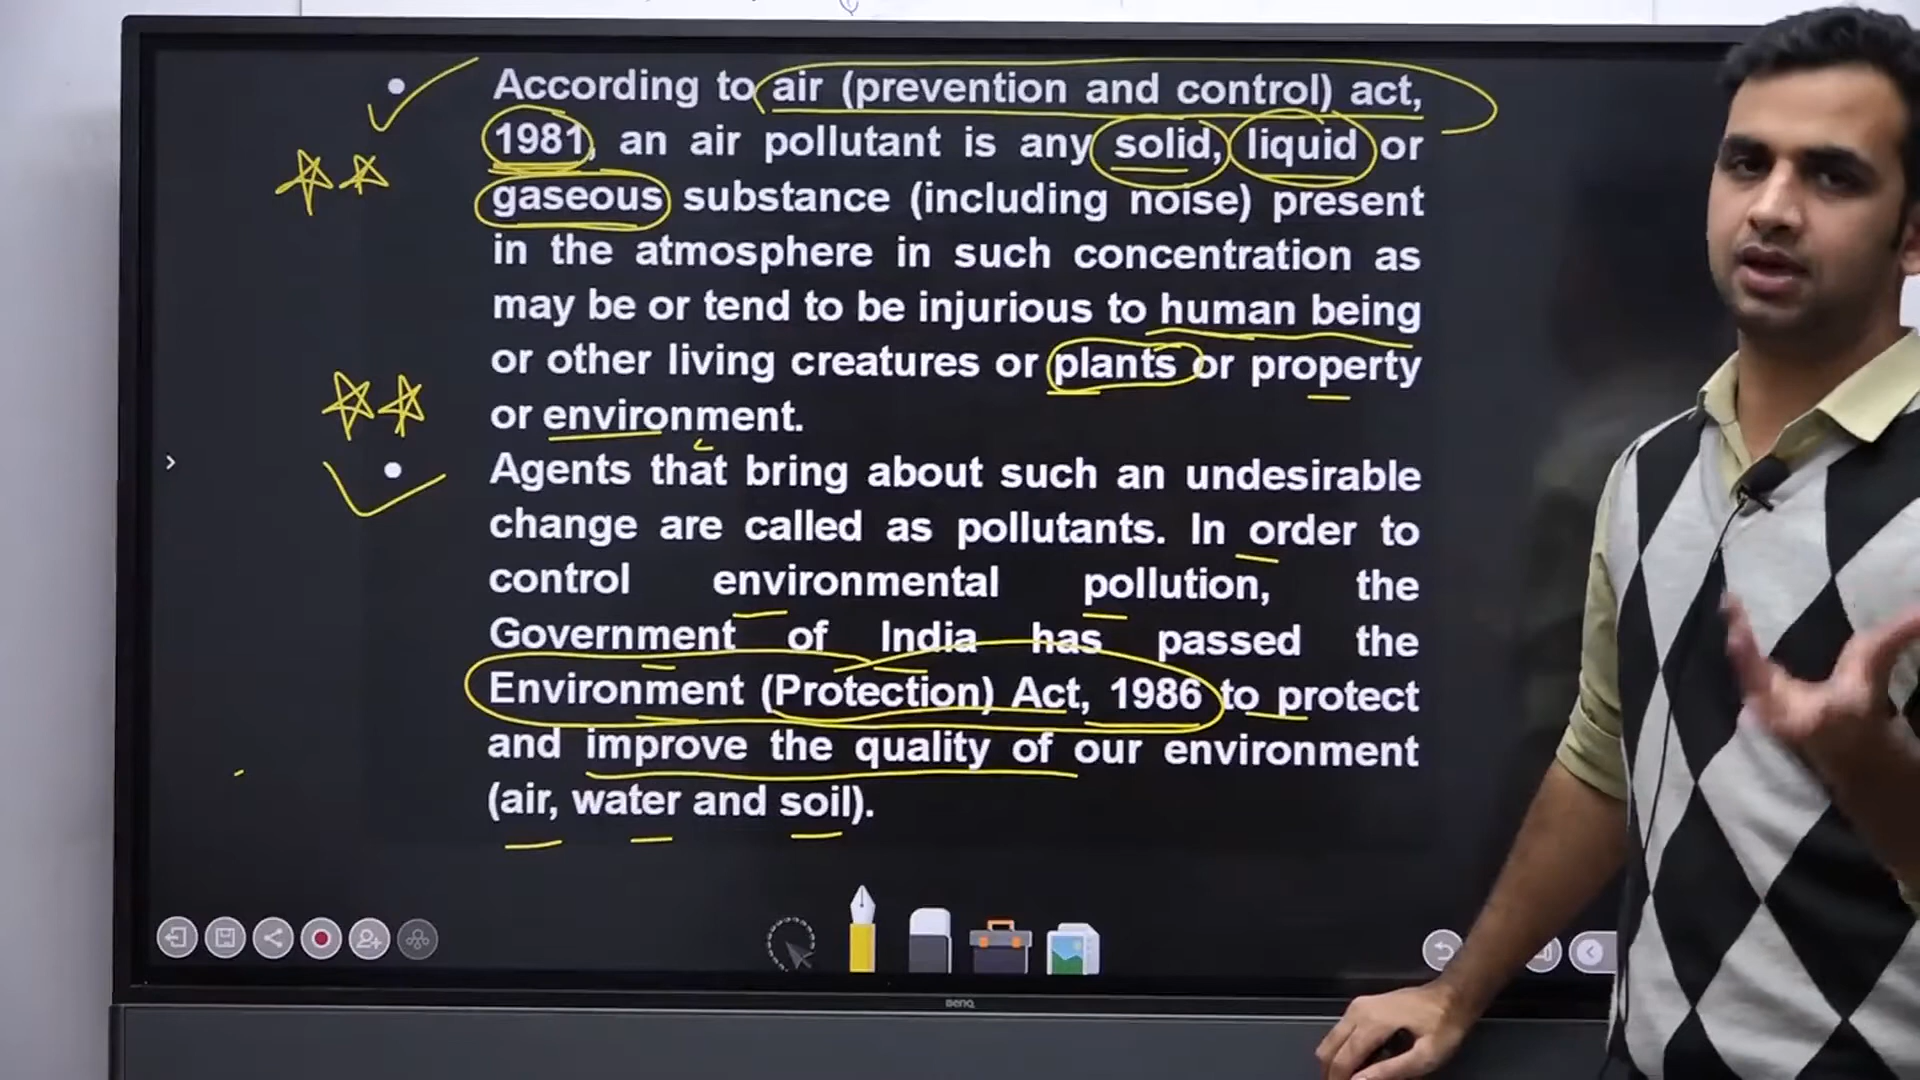 According to air (prevention and control) act,
1981, an air pollutant is any solid, liquid or
gaseous substance (including noise) present
in the atmosphere in such concentration as
may be or tend to be injurious to human being
or other living creatures or plants or property
or environment.
Agents that bring about such an undesirable
change are called as pollutants. In order to
control environmental pollution, the
Government of India has passed the
Environment (Protection) Act, 1986 to protect
and improve the quality of our environment
(air, water and soil).
BenQ